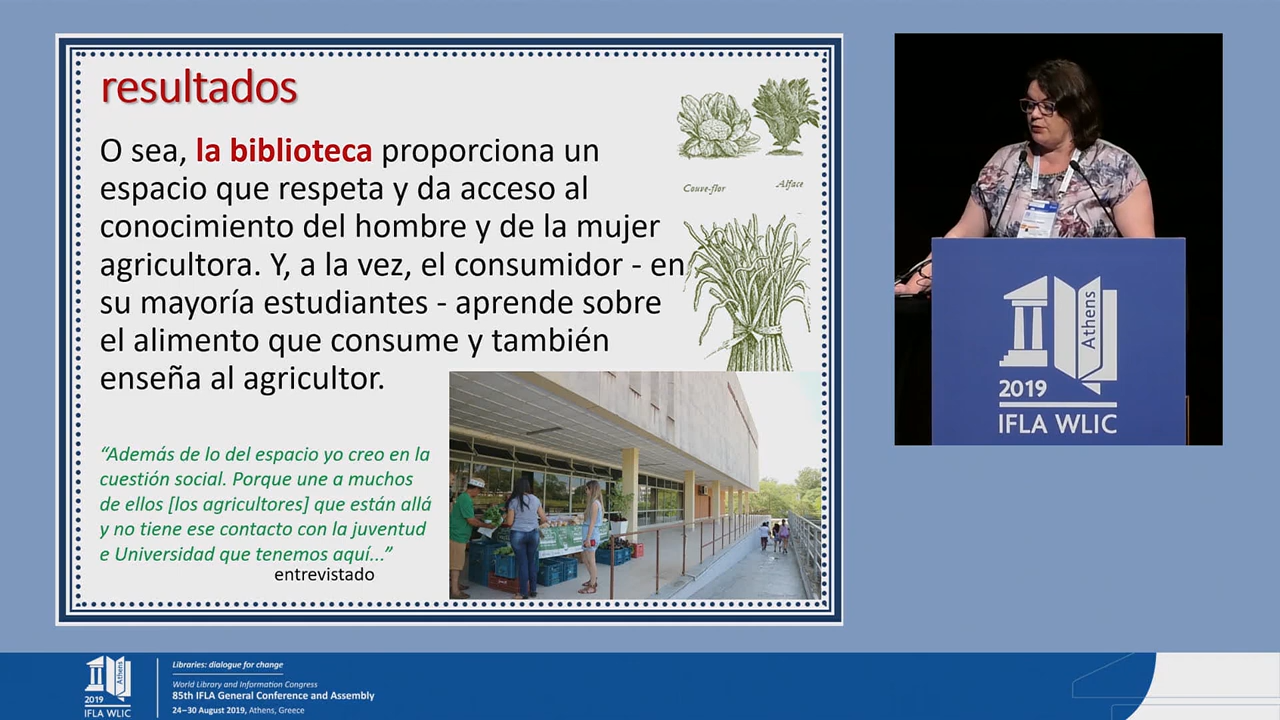 resultados
O sea, la biblioteca proporciona un
espacio que respeta y da acceso al
conocimiento del hombre y de la mujer
agricultora. Y, a la vez, el consumidor - en
su mayoría estudiantes - aprende sobre
el alimento que consume y también
enseña al agricultor.
Couve-flor
Alface
“Además de lo del espacio yo creo en la
cuestión social. Porque une a muchos
de ellos [los agricultores] que están allá
y no tiene ese contacto con la juventud
e Universidad que tenemos aquí...”
entrevistado
Athens
2019
IFLA WLIC
Athens
2019
IFLA WLIC
Libraries: dialogue for change
World Library and Information Congress
85th IFLA General Conference and Assembly
24–30 August 2019, Athens, Greece